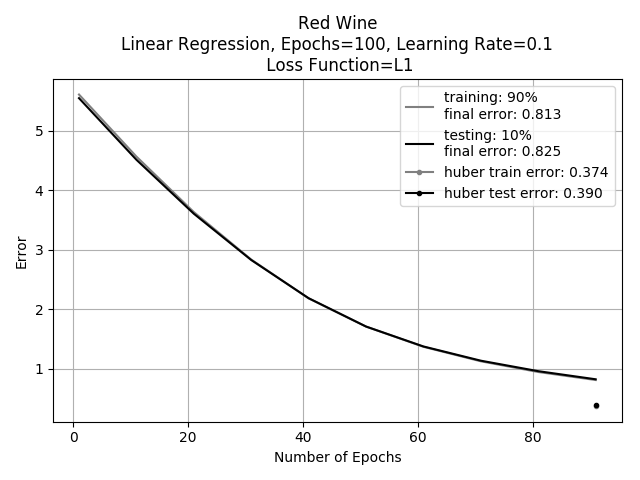 Red Wine
Linear Regression, Epochs=100, Learning Rate=0.1
Loss Function=L1
training: 90%
final error: 0.813
testing: 10%
final error: 0.825
huber train error: 0.374
huber test error: 0.390
Error
5
4
3
2
1
0
20
40
60
80
Number of Epochs